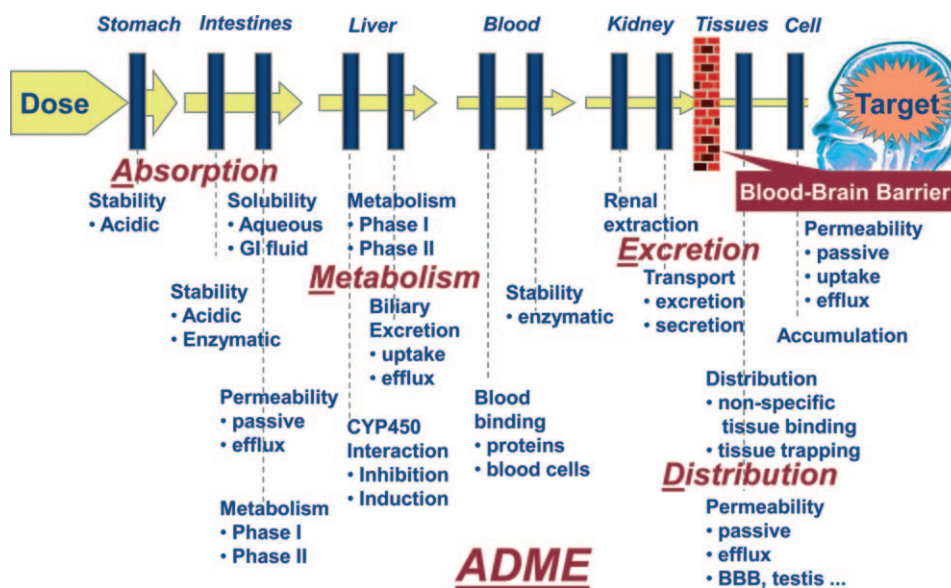 Stomach Intestines Liver Blood Kidney Tissues Cell
Dose
Target
Blood-Brain Barrier
Absorption
Stability
• Acidic
Stability
• Acidic
• Enzymatic
Solubility
• Aqueous
• GI fluid
Permeability
• passive
• efflux
Metabolism
• Phase I
• Phase II
Metabolism
• Phase I
• Phase II
Metabolism
Biliary
Excretion
• uptake
• efflux
CYP450
Interaction
• Inhibition
• Induction
Blood
binding
• proteins
• blood cells
Stability
• enzymatic
Renal
extraction
Excretion
Transport
• excretion
• secretion
Permeability
• passive
• uptake
• efflux
Accumulation
Distribution
• non-specific
tissue binding
• tissue trapping
Distribution
Permeability
• passive
• efflux
• BBB, testis ...
ADME